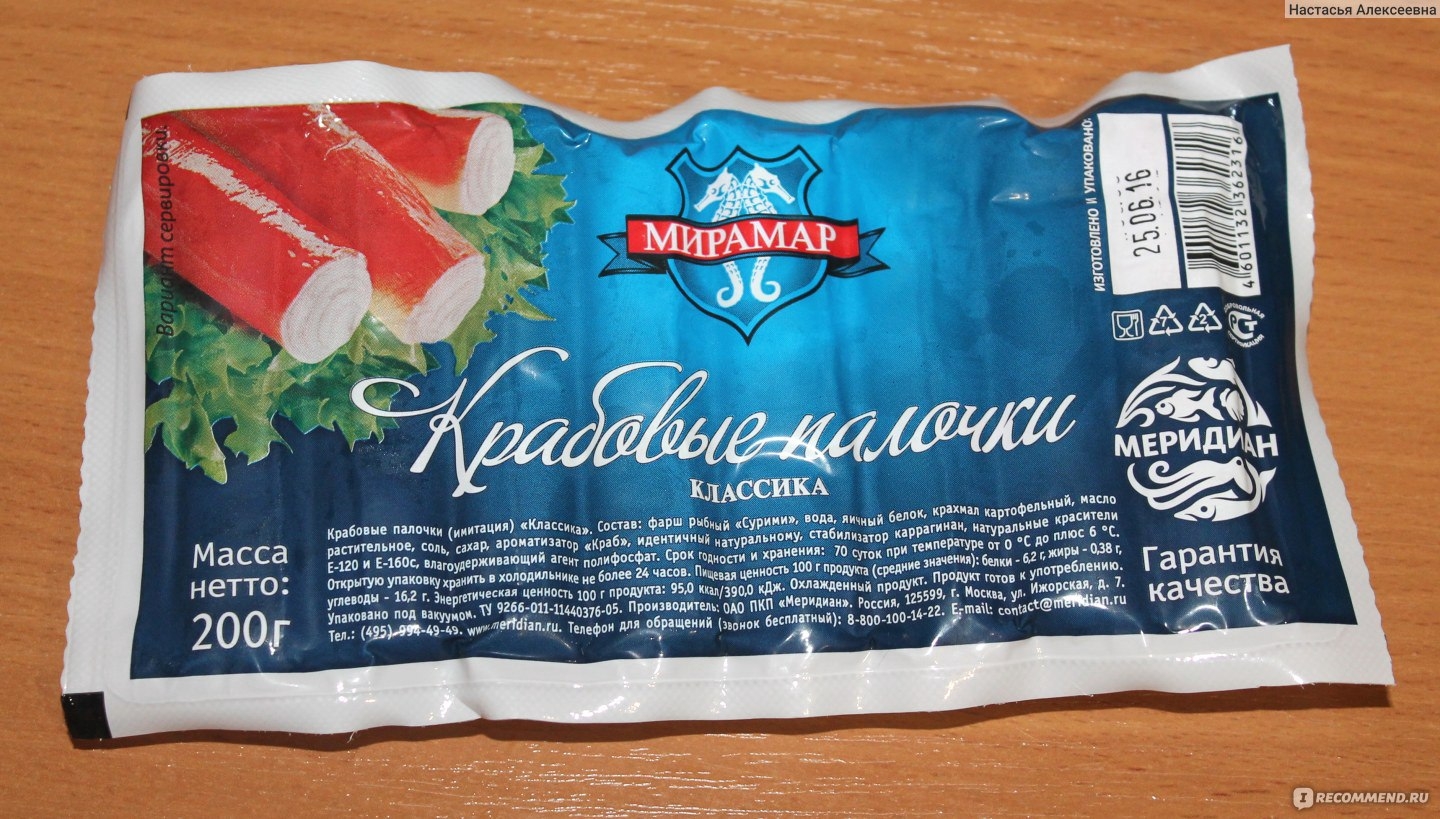 Настасья Алексеевна
Вариант сервировки
МИРАМАР
Крабовые палочки
КЛАССИКА
Масса
нетто:
200г
Крабовые палочки (имитация) «Классика». Состав: фарш рыбный «Сурими», вода, яичный белок, крахмал картофельный, масло
растительное, соль, сахар, ароматизатор «Краб», идентичный натуральному, стабилизатор каррагинан, натуральные красители
Е-120 и Е-160с, влагоудерживающий агент полифосфат. Срок годности и хранения: 70 суток при температуре от 0 °С до плюс 6 °С.
Открытую упаковку хранить в холодильнике не более 24 часов. Пищевая ценность 100 г продукта (средние значения): белки - 6,2 г, жиры - 0,38 г,
углеводы - 16,2 г. Энергетическая ценность 100 г продукта: 95,0 ккал/390,0 кДж. Охлажденный продукт. Продукт готов к употреблению.
Упаковано под вакуумом. ТУ 9266-011-11440376-05. Производитель: ОАО ПКП «Меридиан». Россия, 125599, г. Москва, ул. Ижорская, д. 7.
Тел.: (495) 994-49-49. www.meridian.ru. Телефон для обращений (звонок бесплатный): 8-800-100-14-22. E-mail: contact@meridian.ru
ИЗГОТОВЛЕНО И УПАКОВАНО:
25.06.16
4601132362316
7
2
ДОБРОВОЛЬНАЯ
СЕРТИФИКАЦИЯ
МЕРИДИАН
Гарантия
качества
IRECOMMEND.RU